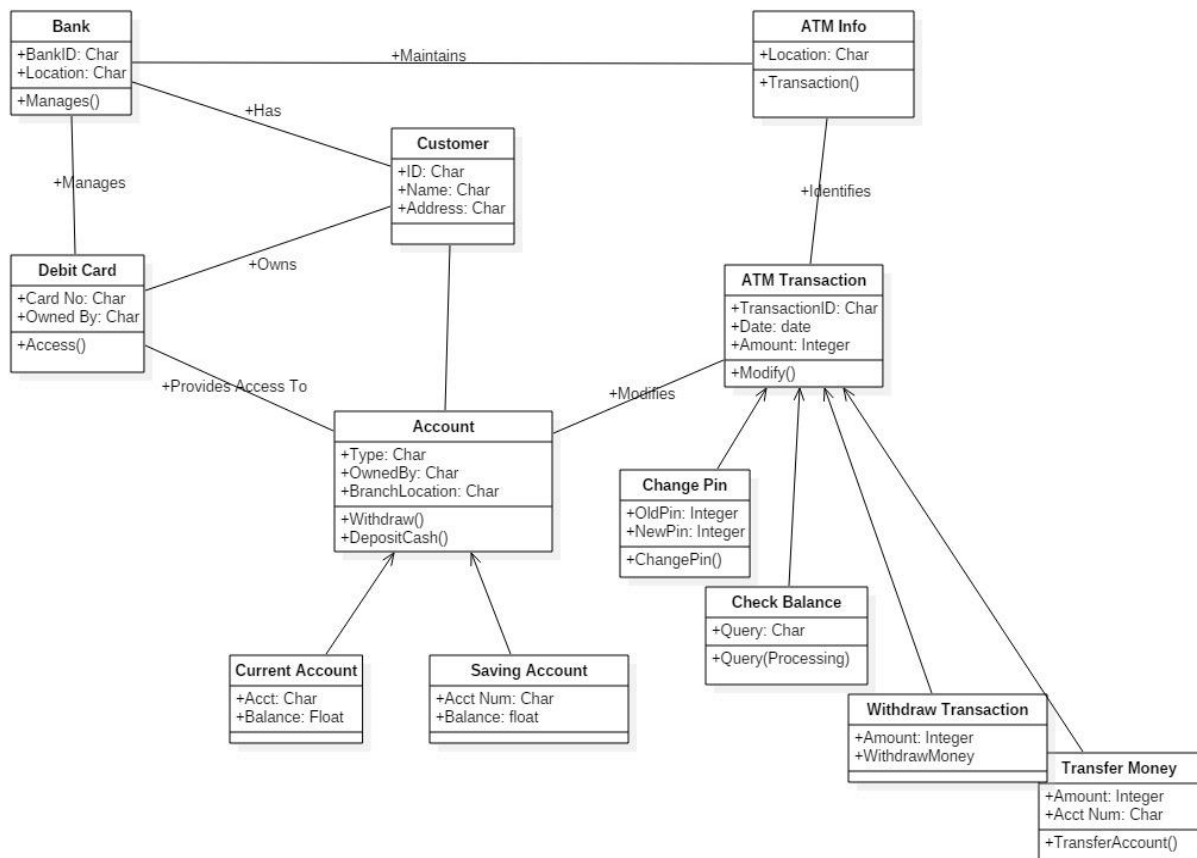 Bank
+BankID: Char
+Location: Char
+Manages()
ATM Info
+Location: Char
+Transaction()
+Maintains
+Has
Customer
+ID: Char
+Name: Char
+Address: Char
+Manages
+Identifies
+Owns
Debit Card
+Card No: Char
+Owned By: Char
+Access()
ATM Transaction
+TransactionID: Char
+Date: date
+Amount: Integer
+Modify()
+Provides Access To
+Modifies
Account
+Type: Char
+OwnedBy: Char
+BranchLocation: Char
+Withdraw()
+DepositCash()
Change Pin
+OldPin: Integer
+NewPin: Integer
+ChangePin()
Check Balance
+Query: Char
+Query(Processing)
Current Account
+Acct: Char
+Balance: Float
Saving Account
+Acct Num: Char
+Balance: float
Withdraw Transaction
+Amount: Integer
+WithdrawMoney
Transfer Money
+Amount: Integer
+Acct Num: Char
+TransferAccount()